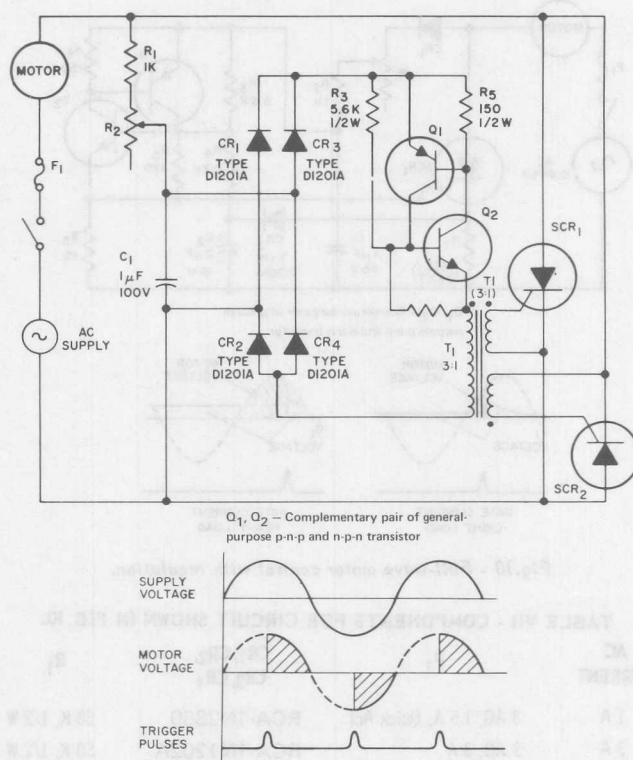 MOTOR
R1
1K
R2
F1
C1
1µF
100V
AC
SUPPLY
CR1
TYPE
D1201A
CR3
TYPE
D1201A
CR2
TYPE
D1201A
CR4
TYPE
D1201A
R3
5.6K
1/2W
R5
150
1/2W
Q1
Q2
SCR1
T1
(3:1)
T1
3:1
SCR2
Q1, Q2 – Complementary pair of general-
purpose p-n-p and n-p-n transistor
SUPPLY
VOLTAGE
MOTOR
VOLTAGE
TRIGGER
PULSES